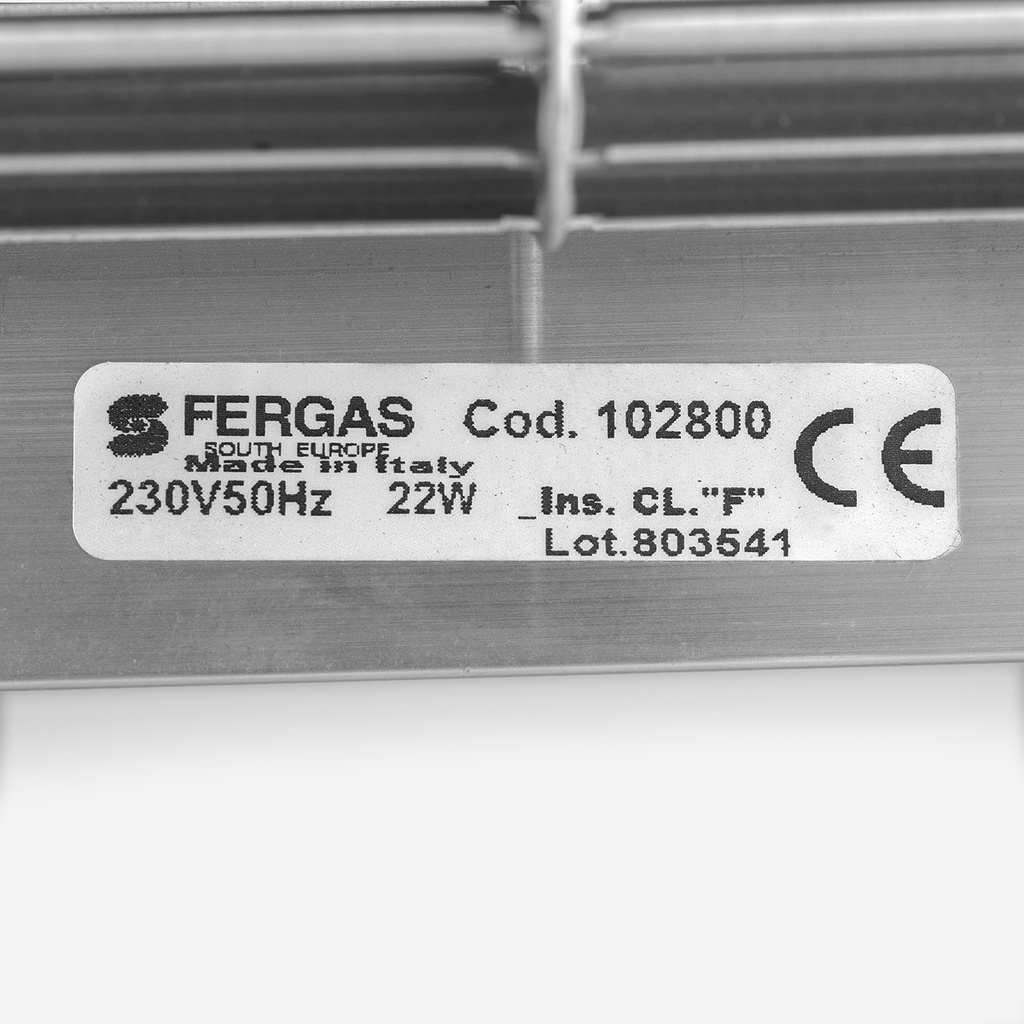 FERGAS Cod. 102800 CE
SOUTH EUROPE
Made in Italy
230V50Hz 22W _Ins. CL."F"
Lot.803541